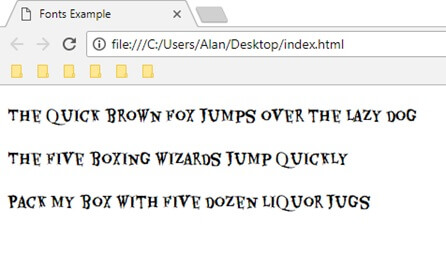 Fonts Example
file:///C:/Users/Alan/Desktop/index.html
THE QUICK BROWN FOX JUMPS OVER THE LAZY DOG
THE FIVE BOXING WIZARDS JUMP QUICKLY
PACK MY BOX WITH FIVE DOZEN LIQUOR JUGS